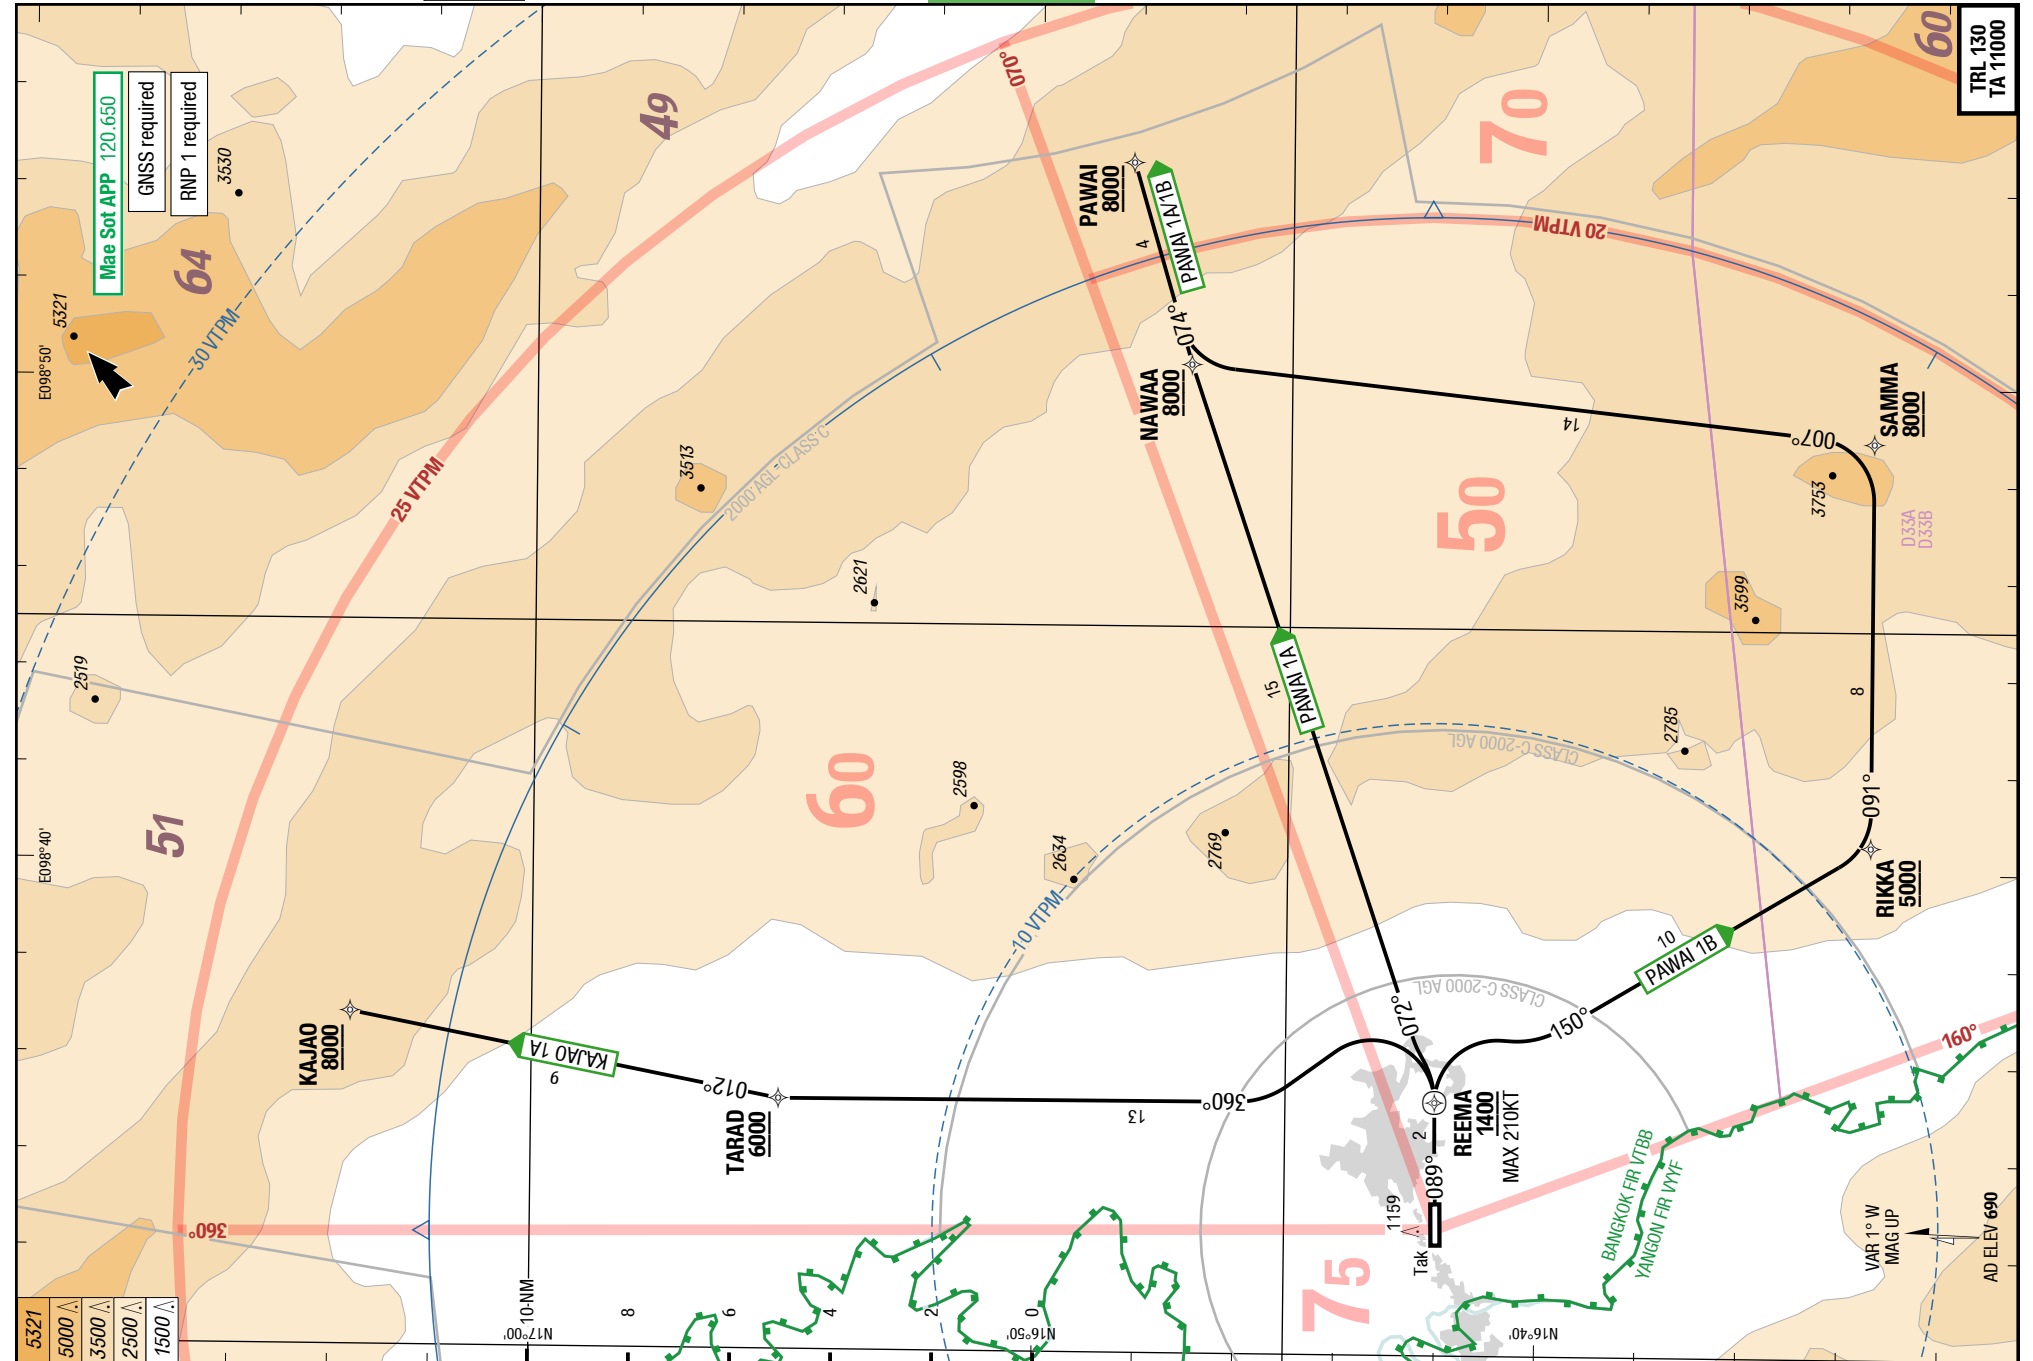 Mae Sot APP 120.650
GNSS required
RNP 1 required
TRL 130
TA 11000
60
5321
E098°50'
64
3530
30 VTPM
49
070°
70
PAWAI
8000
4
PAWAI 1A/1B
074°
20 VTPM
NAWAA
8000
14
007°
SAMMA
8000
3753
D33A
D33B
25 VTPM
3513
2000 AGL-CLASS C
2621
50
3599
2519
15
PAWAI 1A
8
2785
CLASS C-2000 AGL
51
E098°40'
60
2598
2634
2769
10 VTPM
091°
RIKKA
5000
10
PAWAI 1B
KAJAO
8000
KAJAO 1A
9
012°
TARAD
6000
13
360°
072°
CLASS C-2000 AGL
150°
160°
REEMA
1400
MAX 210KT
2
089°
1159
Tak
75
360°
BANGKOK FIR VTBB
YANGON FIR VYYF
VAR 1° W
MAG UP
AD ELEV 690
5321
5000
3500
2500
1500
10 NM
8
6
4
2
0
N17°00'
N16°50'
N16°40'